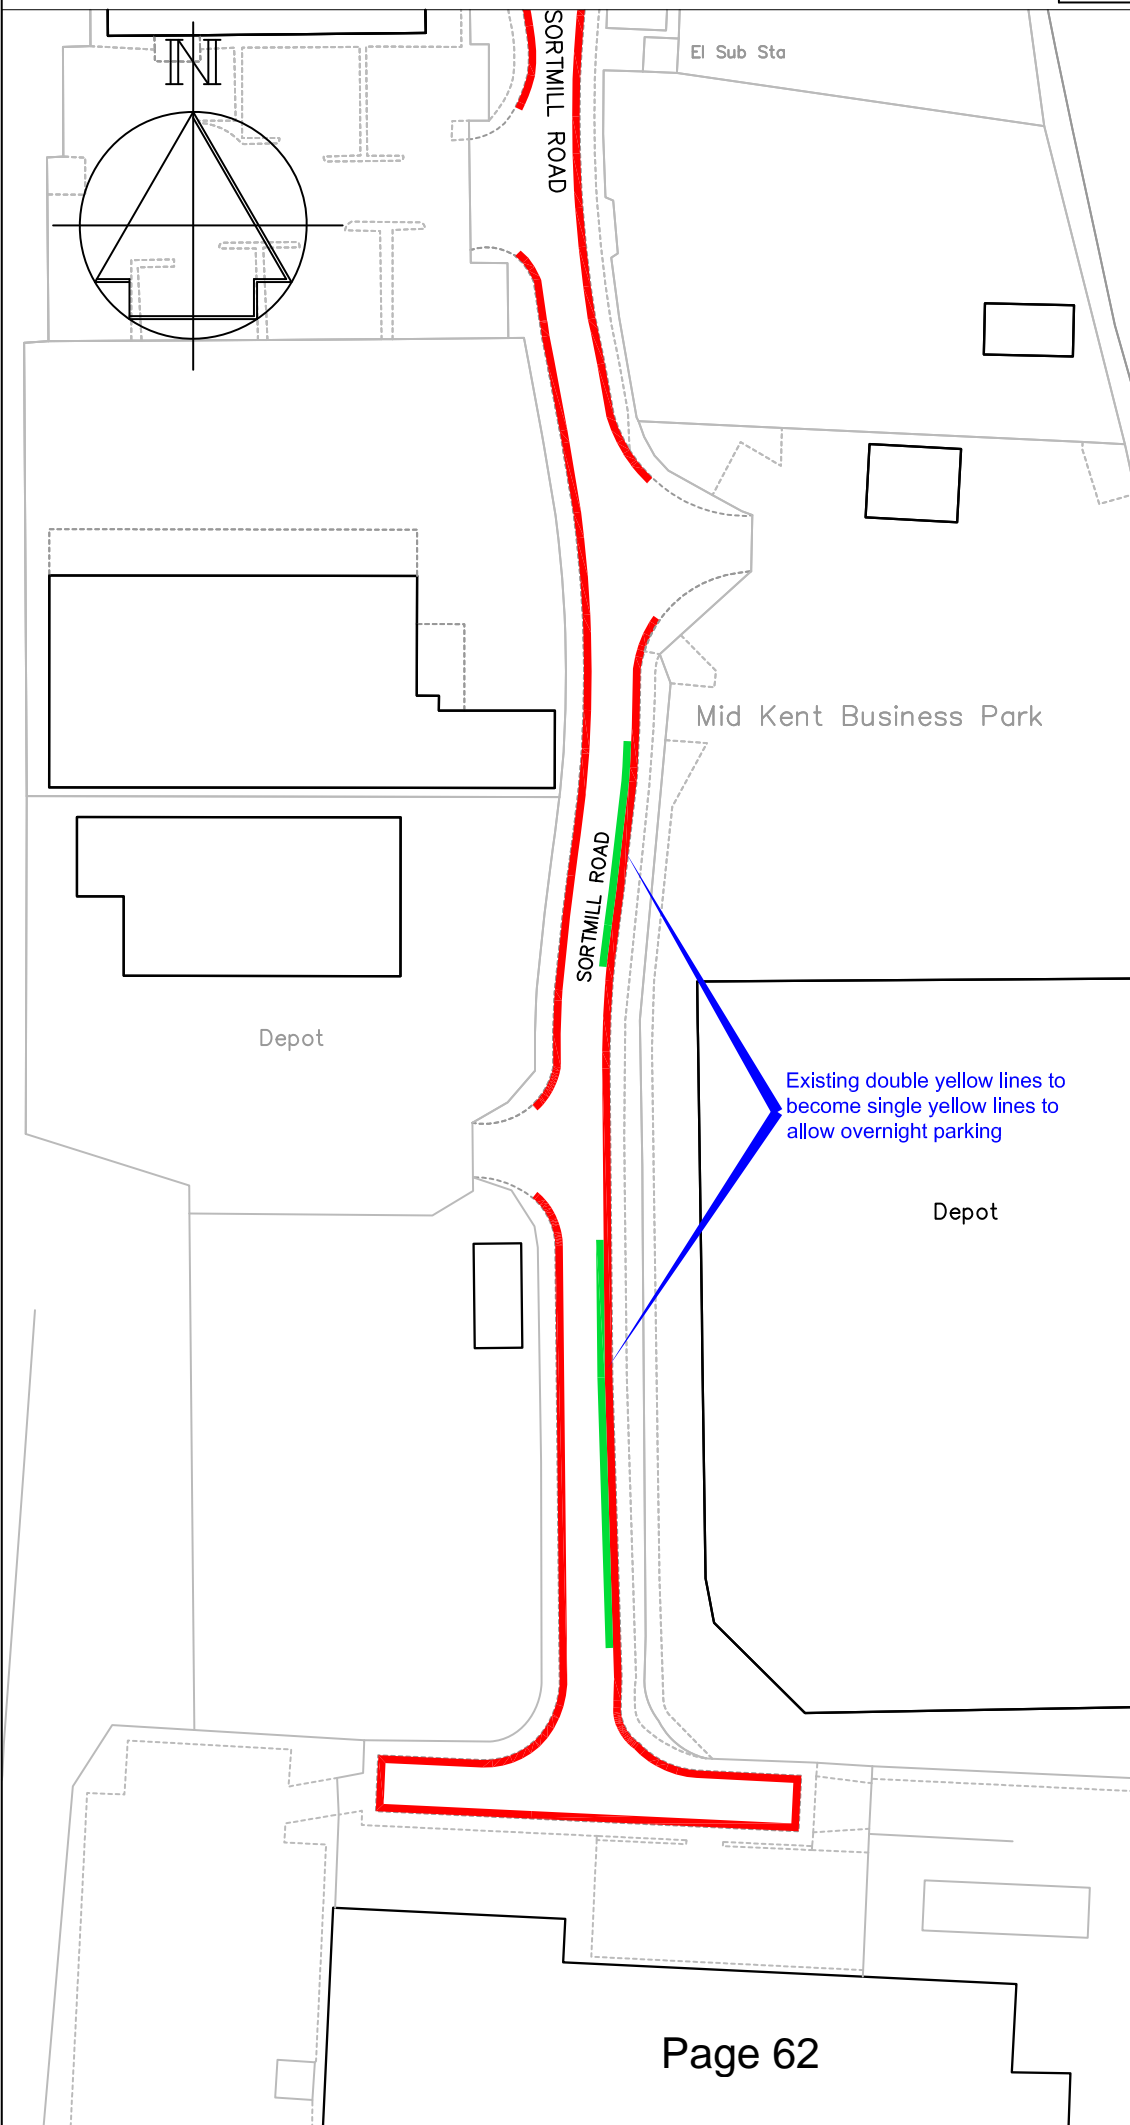 SORTMILL ROAD
El Sub Sta
N
Mid Kent Business Park
SORTMILL ROAD
Depot
Existing double yellow lines to
become single yellow lines to
allow overnight parking
Depot
Page 62